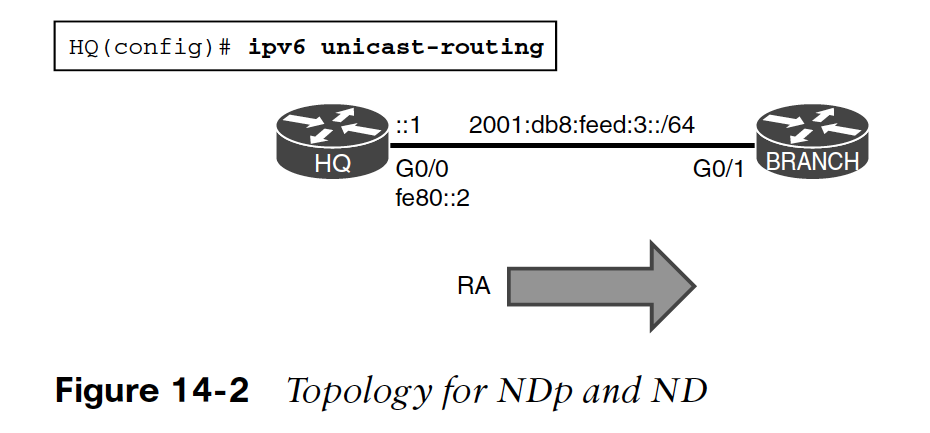 HQ(config)# ipv6 unicast-routing
::1 2001:db8:feed:3::/64
HQ G0/0 G0/1 BRANCH
fe80::2
RA
Figure 14-2 Topology for NDp and ND